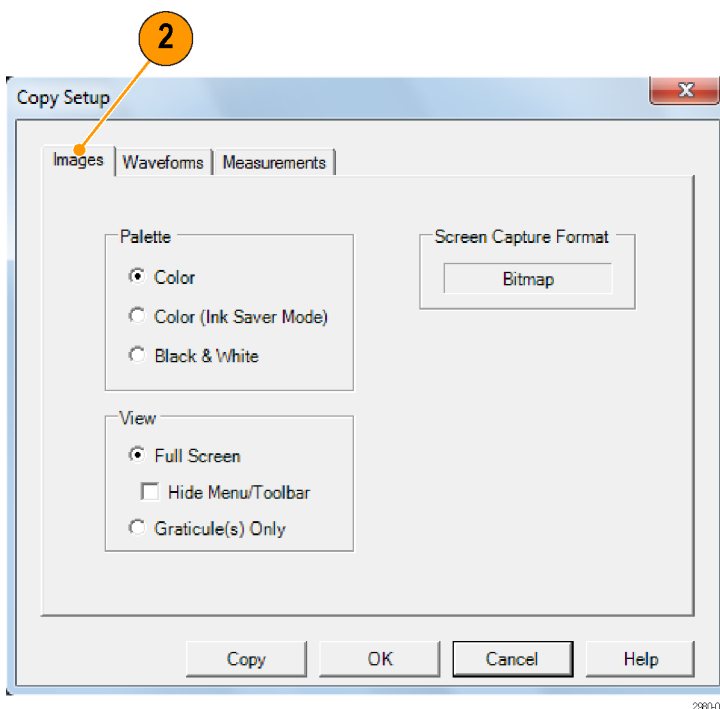 2
Copy Setup
X
Images Waveforms Measurements
Palette
Color
Color (Ink Saver Mode)
Black & White
Screen Capture Format
Bitmap
View
Full Screen
Hide Menu/Toolbar
Graticule(s) Only
Copy OK Cancel Help